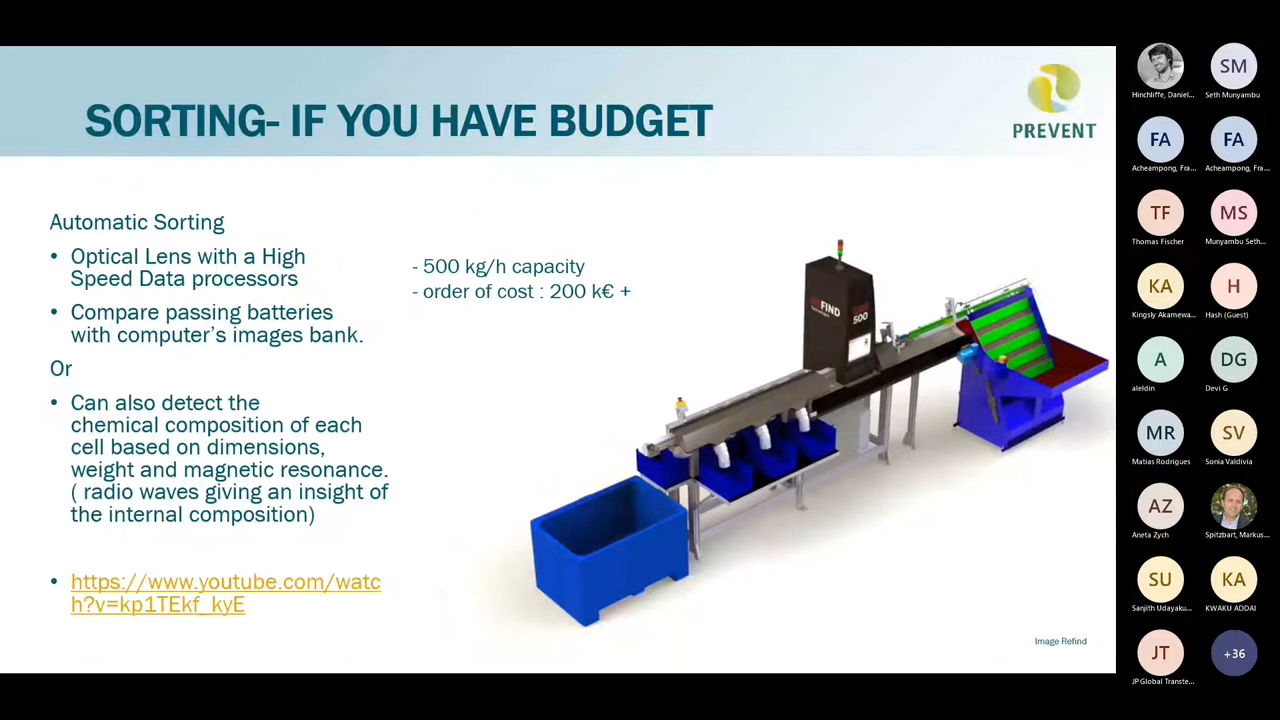 SORTING- IF YOU HAVE BUDGET
PREVENT
Automatic Sorting
• Optical Lens with a High
Speed Data processors
• Compare passing batteries
with computer's images bank.
Or
• Can also detect the
chemical composition of each
cell based on dimensions,
weight and magnetic resonance.
( radio waves giving an insight of
the internal composition)
• https://www.youtube.com/watc
h?v=kp1TEkf_kyE
- 500 kg/h capacity
- order of cost : 200 k€ +
500
Image Refind
Hinchliffe, Daniel...
SM
Seth Munyambu
FA
Acheampong, Fra...
FA
Acheampong, Fra...
TF
Thomas Fischer
MS
Munyambu Seth...
KA
Kingsly Akamewa...
H
Hash (Guest)
A
aleldin
DG
Devi G
MR
Matias Rodrigues
SV
Sonia Valdivia
AZ
Aneta Zych
Spitzbart, Markus...
SU
Sanjith Udayaku...
KA
KWAKU ADDAI
JT
JP Global Transte...
+36